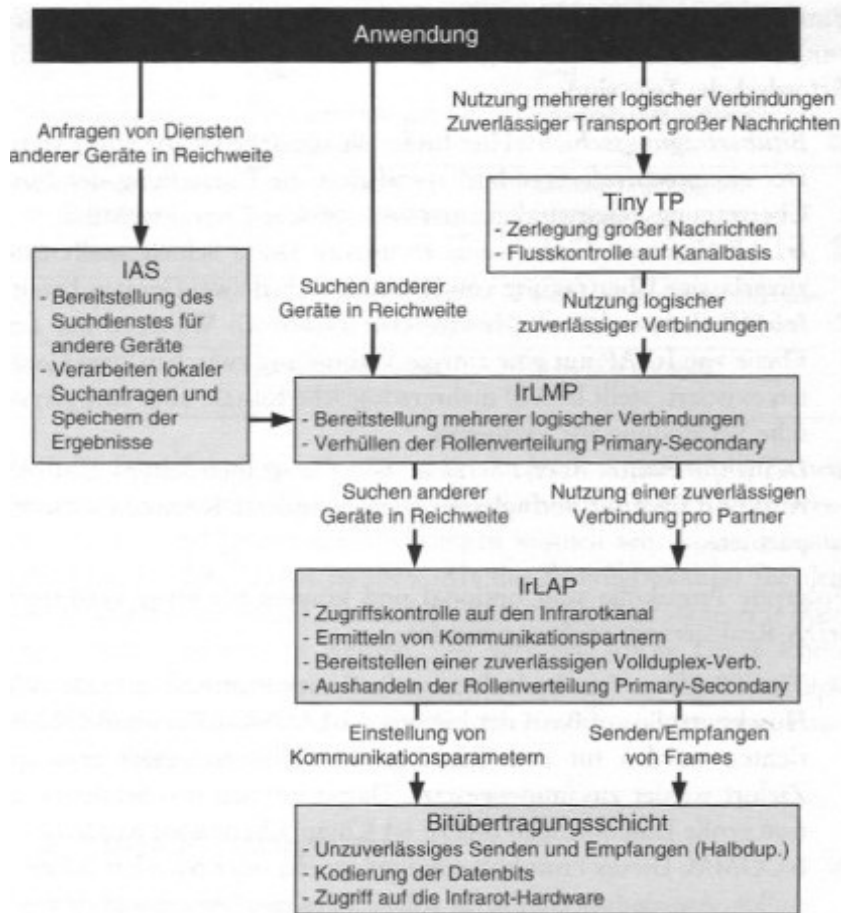 Anwendung
Anfragen von Diensten
anderer Geräte in Reichweite
Nutzung mehrerer logischer Verbindungen
Zuverlässiger Transport großer Nachrichten
Tiny TP
- Zerlegung großer Nachrichten
- Flusskontrolle auf Kanalbasis
IAS
- Bereitstellung des
Suchdienstes für
andere Geräte
- Verarbeiten lokaler
Suchanfragen und
Speichern der
Ergebnisse
Suchen anderer
Geräte in Reichweite
Nutzung logischer
zuverlässiger Verbindungen
IrLMP
- Bereitstellung mehrerer logischer Verbindungen
- Verhüllen der Rollenverteilung Primary-Secondary
Suchen anderer
Geräte in Reichweite
Nutzung einer zuverlässigen
Verbindung pro Partner
IrLAP
- Zugriffskontrolle auf den Infrarotkanal
- Ermitteln von Kommunikationspartnern
- Bereitstellen einer zuverlässigen Vollduplex-Verb.
- Aushandeln der Rollenverteilung Primary-Secondary
Einstellung von
Kommunikationsparametern
Senden/Empfangen
von Frames
Bitübertragungsschicht
- Unzuverlässiges Senden und Empfangen (Halbdup.)
- Kodierung der Datenbits
- Zugriff auf die Infrarot-Hardware